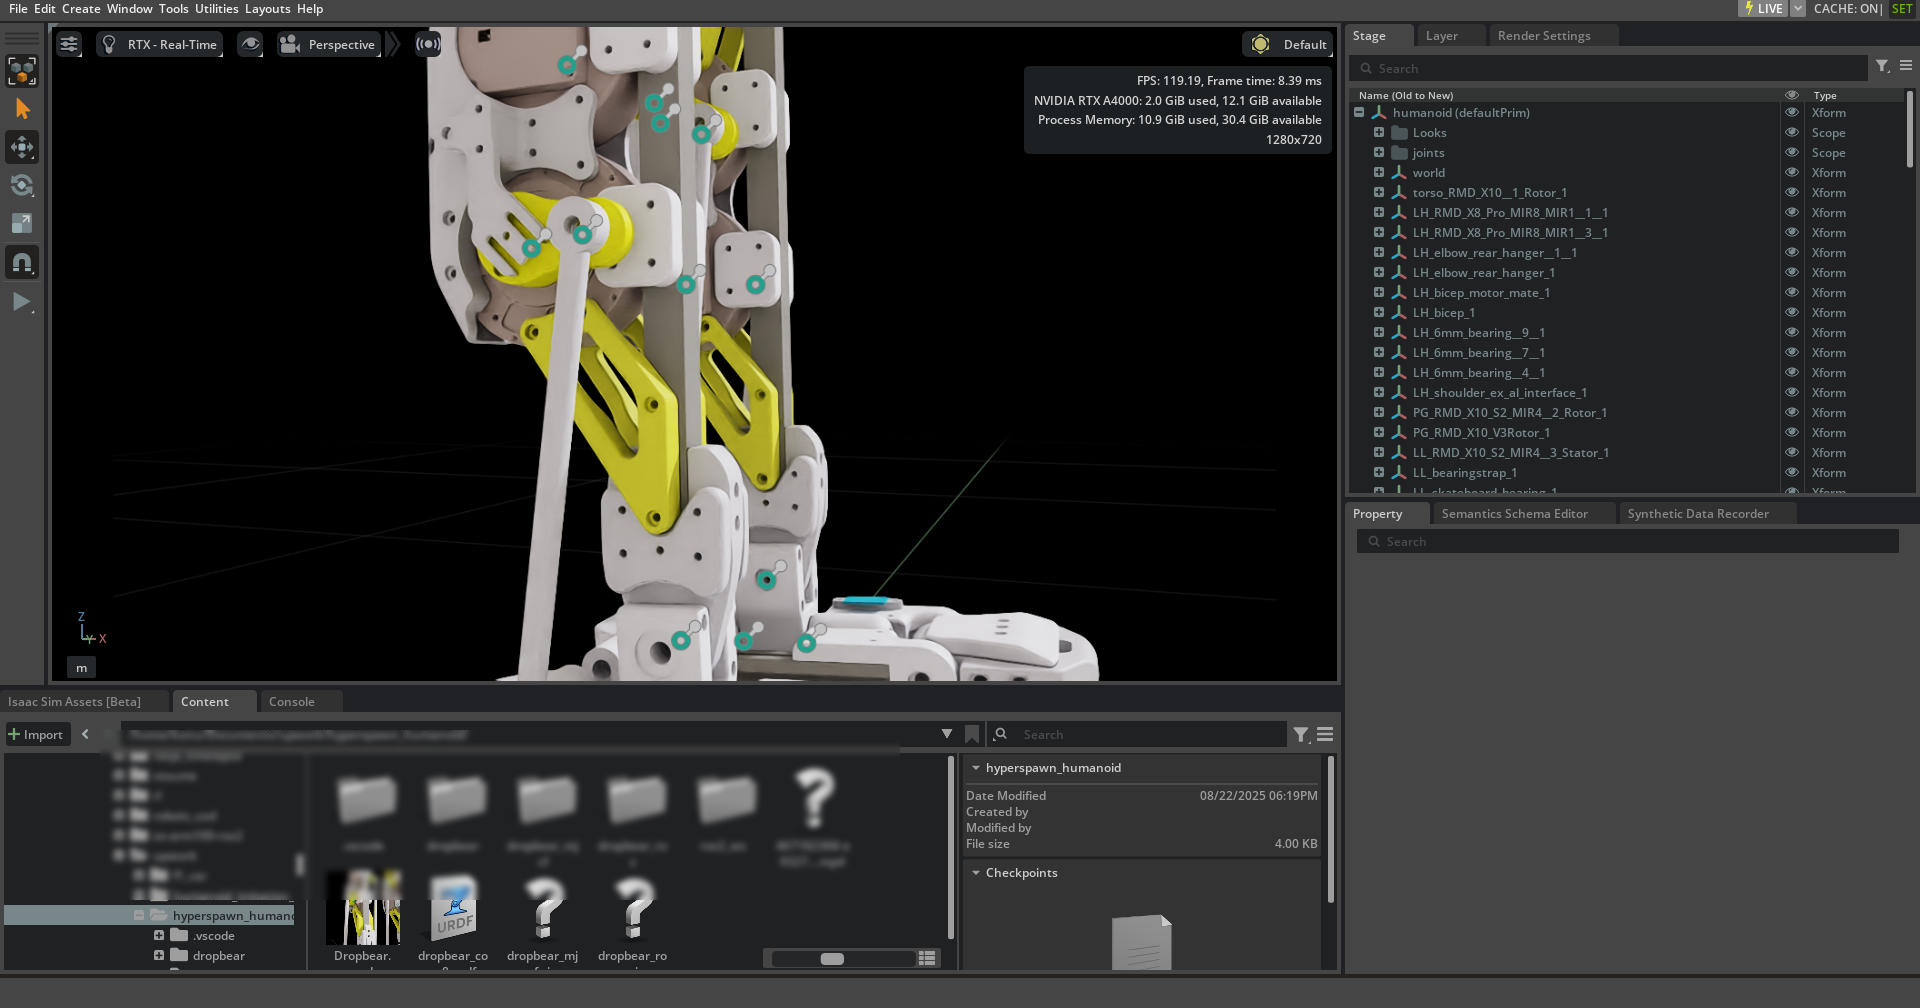 File Edit Create Window Tools Utilities Layouts Help
LIVE CACHE: ON| SET
RTX - Real-Time Perspective Default
FPS: 119.19, Frame time: 8.39 ms
NVIDIA RTX A4000: 2.0 GiB used, 12.1 GiB available
Process Memory: 10.9 GiB used, 30.4 GiB available
1280x720
Z
Y X
m
Stage Layer Render Settings
Search
Name (Old to New) Type
humanoid (defaultPrim) Xform
Looks Scope
joints Scope
world Xform
torso_RMD_X10__1_Rotor_1 Xform
LH_RMD_X8_Pro_MIR8_MIR1__1__1 Xform
LH_RMD_X8_Pro_MIR8_MIR1__3__1 Xform
LH_elbow_rear_hanger__1__1 Xform
LH_elbow_rear_hanger_1 Xform
LH_bicep_motor_mate_1 Xform
LH_bicep_1 Xform
LH_6mm_bearing__9__1 Xform
LH_6mm_bearing__7__1 Xform
LH_6mm_bearing__4__1 Xform
LH_shoulder_ex_al_interface_1 Xform
PG_RMD_X10_S2_MIR4__2_Rotor_1 Xform
PG_RMD_X10_V3Rotor_1 Xform
LL_RMD_X10_S2_MIR4__3_Stator_1 Xform
LL_bearingstrap_1 Xform
LL_skateboard_bearing_1 Xform
Property Semantics Schema Editor Synthetic Data Recorder
Search
Isaac Sim Assets [Beta] Content Console
Import Search
hyperspawn_humano
.vscode
dropbear
URDF
Dropbear. dropbear_co dropbear_mj dropbear_ro
hyperspawn_humanoid
Date Modified 08/22/2025 06:19PM
Created by
Modified by
File size 4.00 KB
Checkpoints